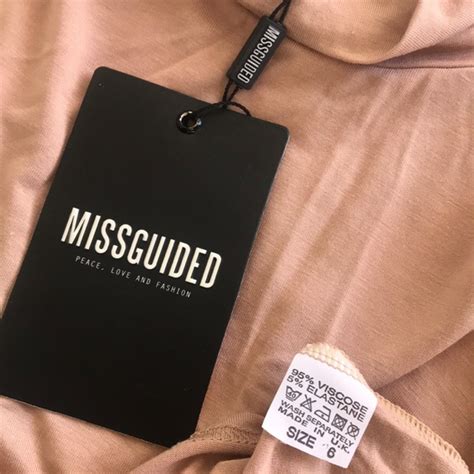 MISSGUIDED
MISSGUIDED
PEACE, LOVE AND FASHION
95% VISCOSE
5% ELASTANE
WASH SEPARATELY
MADE IN U.K.
SIZE 6